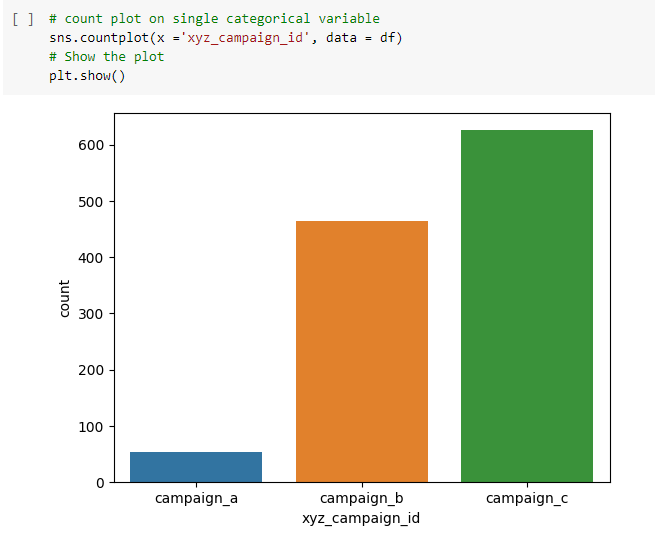 [ ] # count plot on single categorical variable
sns.countplot(x ='xyz_campaign_id', data = df)
# Show the plot
plt.show()
600
500
400
300
200
100
0
count
campaign_a campaign_b campaign_c
xyz_campaign_id